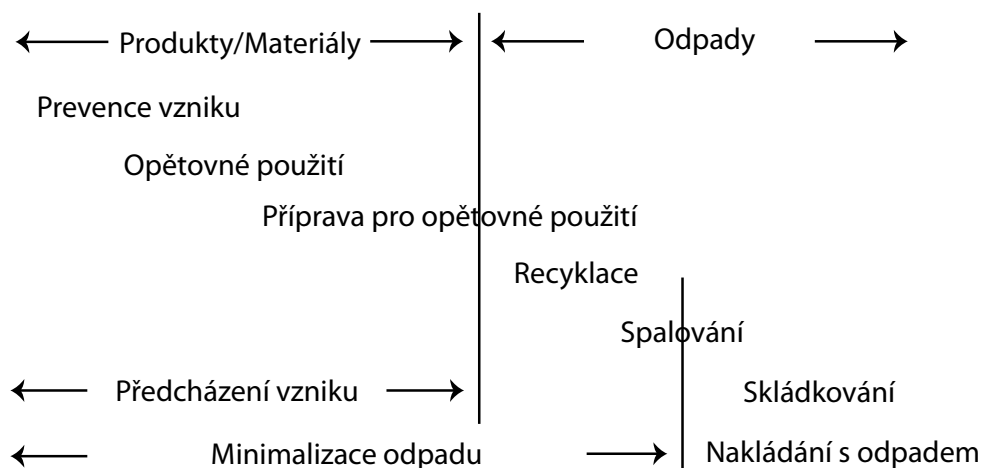 Produkty/Materiály
Odpady
Prevence vzniku
Opětovné použití
Příprava pro opětovné použití
Recyklace
Spalování
Předcházení vzniku
Skládkování
Minimalizace odpadu
Nakládání s odpadem